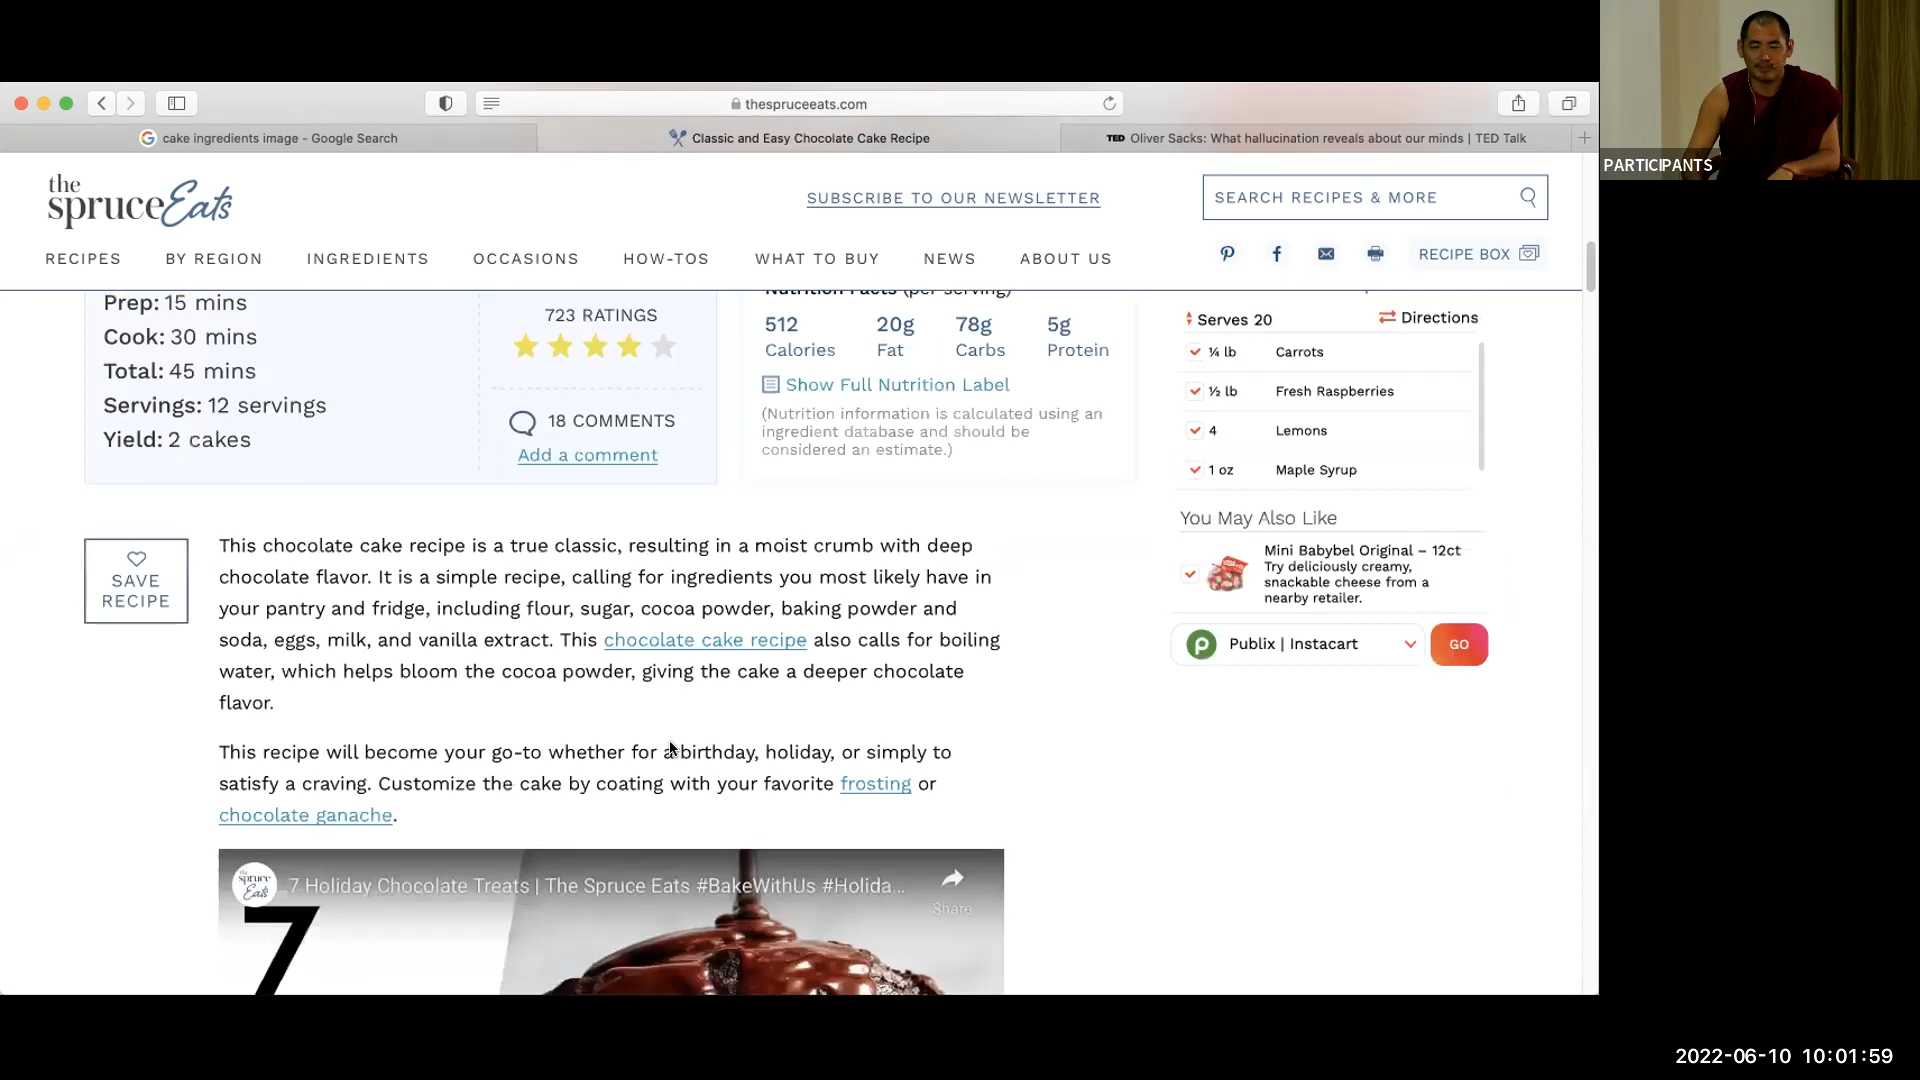 thespruceeats.com
cake ingredients image - Google Search
Classic and Easy Chocolate Cake Recipe
TED Oliver Sacks: What hallucination reveals about our minds | TED Talk
PARTICIPANTS
the
spruceEats
SUBSCRIBE TO OUR NEWSLETTER
SEARCH RECIPES & MORE
RECIPES BY REGION INGREDIENTS OCCASIONS HOW-TOS WHAT TO BUY NEWS ABOUT US
RECIPE BOX
Prep: 15 mins
Cook: 30 mins
Total: 45 mins
Servings: 12 servings
Yield: 2 cakes
723 RATINGS
18 COMMENTS
Add a comment
Nutrition Facts (per serving)
512 20g 78g 5g
Calories Fat Carbs Protein
Show Full Nutrition Label
(Nutrition information is calculated using an
ingredient database and should be
considered an estimate.)
Serves 20 Directions
¼ lb Carrots
½ lb Fresh Raspberries
4 Lemons
1 oz Maple Syrup
You May Also Like
Mini Babybel Original – 12ct
Try deliciously creamy,
snackable cheese from a
nearby retailer.
Publix | Instacart GO
SAVE
RECIPE
This chocolate cake recipe is a true classic, resulting in a moist crumb with deep
chocolate flavor. It is a simple recipe, calling for ingredients you most likely have in
your pantry and fridge, including flour, sugar, cocoa powder, baking powder and
soda, eggs, milk, and vanilla extract. This chocolate cake recipe also calls for boiling
water, which helps bloom the cocoa powder, giving the cake a deeper chocolate
flavor.
This recipe will become your go-to whether for a birthday, holiday, or simply to
satisfy a craving. Customize the cake by coating with your favorite frosting or
chocolate ganache.
the
spruce
Eats
7 Holiday Chocolate Treats | The Spruce Eats #BakeWithUs #Holida...
Share
7
2022-06-10 10:01:59